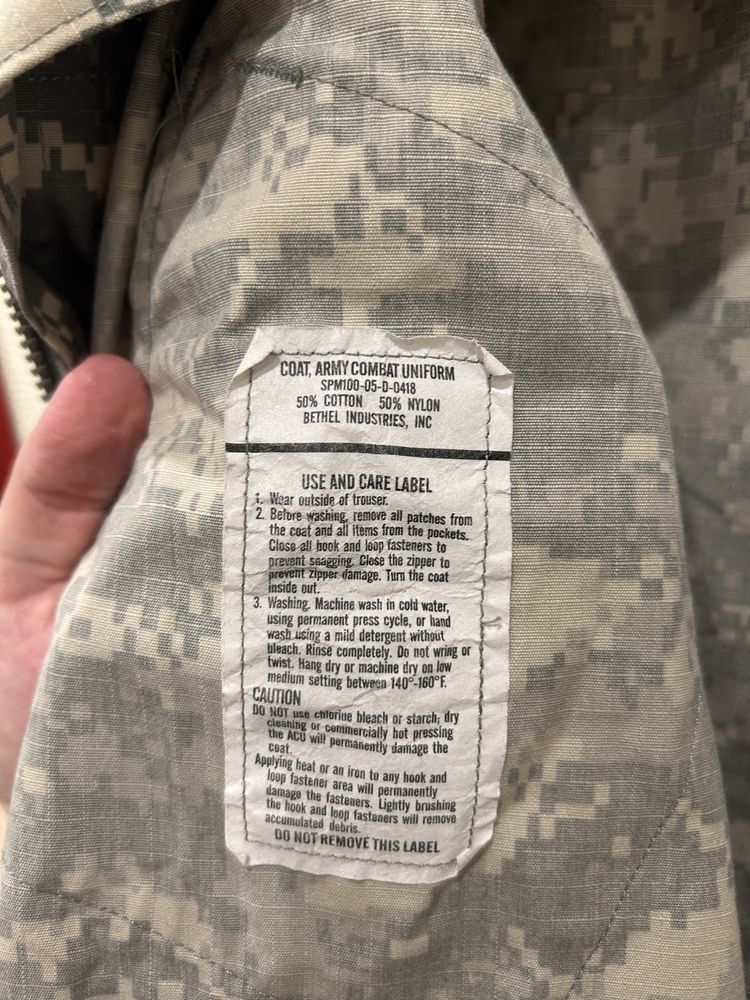 COAT, ARMY COMBAT UNIFORM
SPM100-05-D-0418
50% COTTON 50% NYLON
BETHEL INDUSTRIES, INC
USE AND CARE LABEL
1. Wear outside of trouser.
2. Before washing, remove all patches from
the coat and all items from the pockets.
Close all hook and loop fasteners to
prevent snagging. Close the zipper to
prevent zipper damage. Turn the coat
inside out.
3. Washing. Machine wash in cold water,
using permanent press cycle, or hand
wash using a mild detergent without
bleach. Rinse completely. Do not wring or
twist. Hang dry or machine dry on low
medium setting between 140°-160°F.
CAUTION
DO NOT use chlorine bleach or starch; dry
cleaning or commercially hot pressing
the ACU will permanently damage the
coat.
Applying heat or an iron to any hook and
loop fastener area will permanently
damage the fasteners. Lightly brushing
the hook and loop fasteners will remove
accumulated debris.
DO NOT REMOVE THIS LABEL